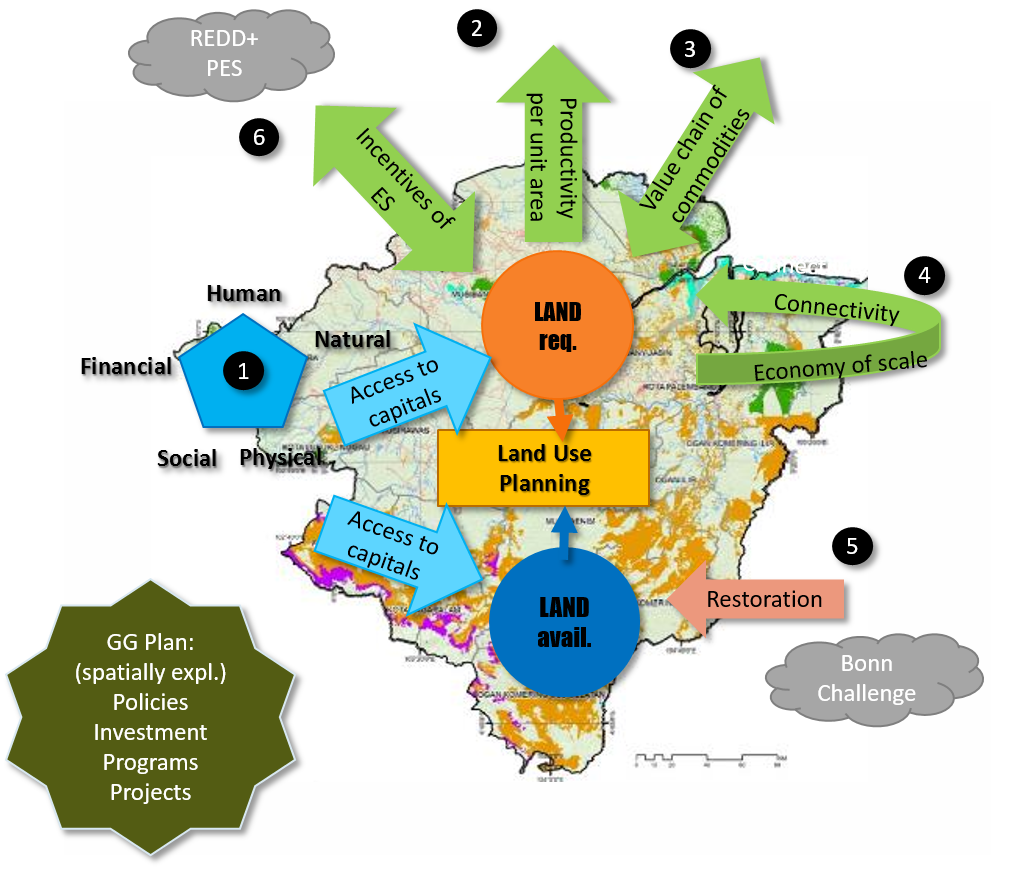 REDD+
PES
2
3
6
Incentives of
ES
Productivity
per unit area
Value chain of
commodities
4
Connectivity
Economy of scale
Human
Natural
Financial
1
Social
Physical
Access to
capitals
LAND
req.
Land Use
Planning
Access to
capitals
LAND
avail.
5
Restoration
Bonn
Challenge
GG Plan:
(spatially expl.)
Policies
Investment
Programs
Projects